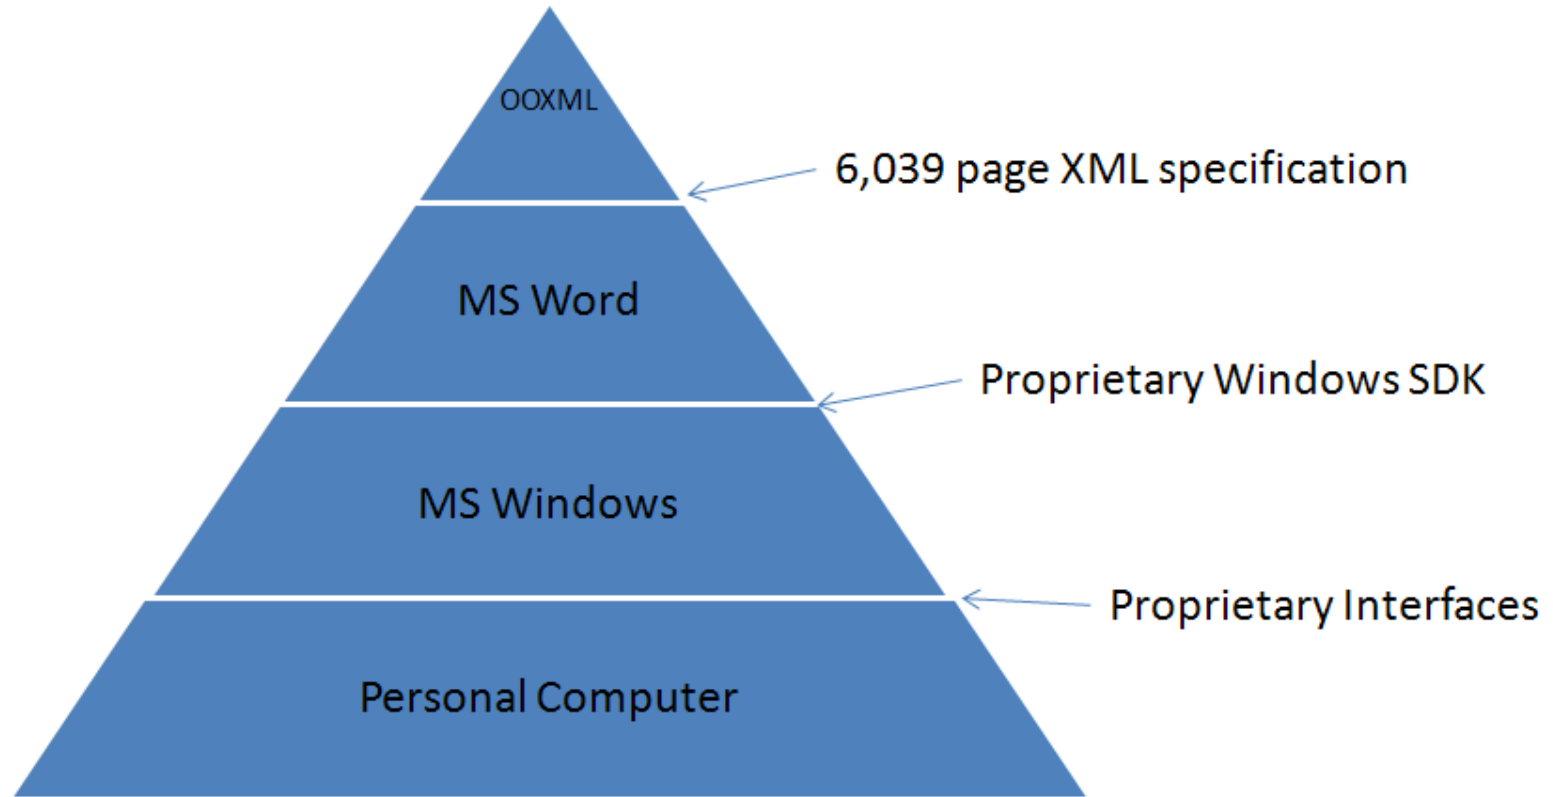 OOXML
6,039 page XML specification
MS Word
Proprietary Windows SDK
MS Windows
Proprietary Interfaces
Personal Computer